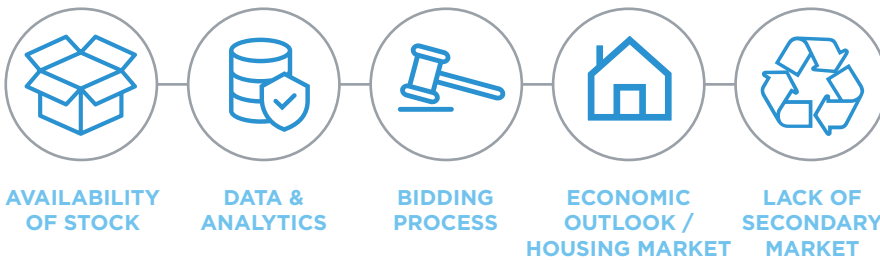 AVAILABILITY
OF STOCK
DATA &
ANALYTICS
BIDDING
PROCESS
ECONOMIC
OUTLOOK /
HOUSING MARKET
LACK OF
SECONDARY
MARKET